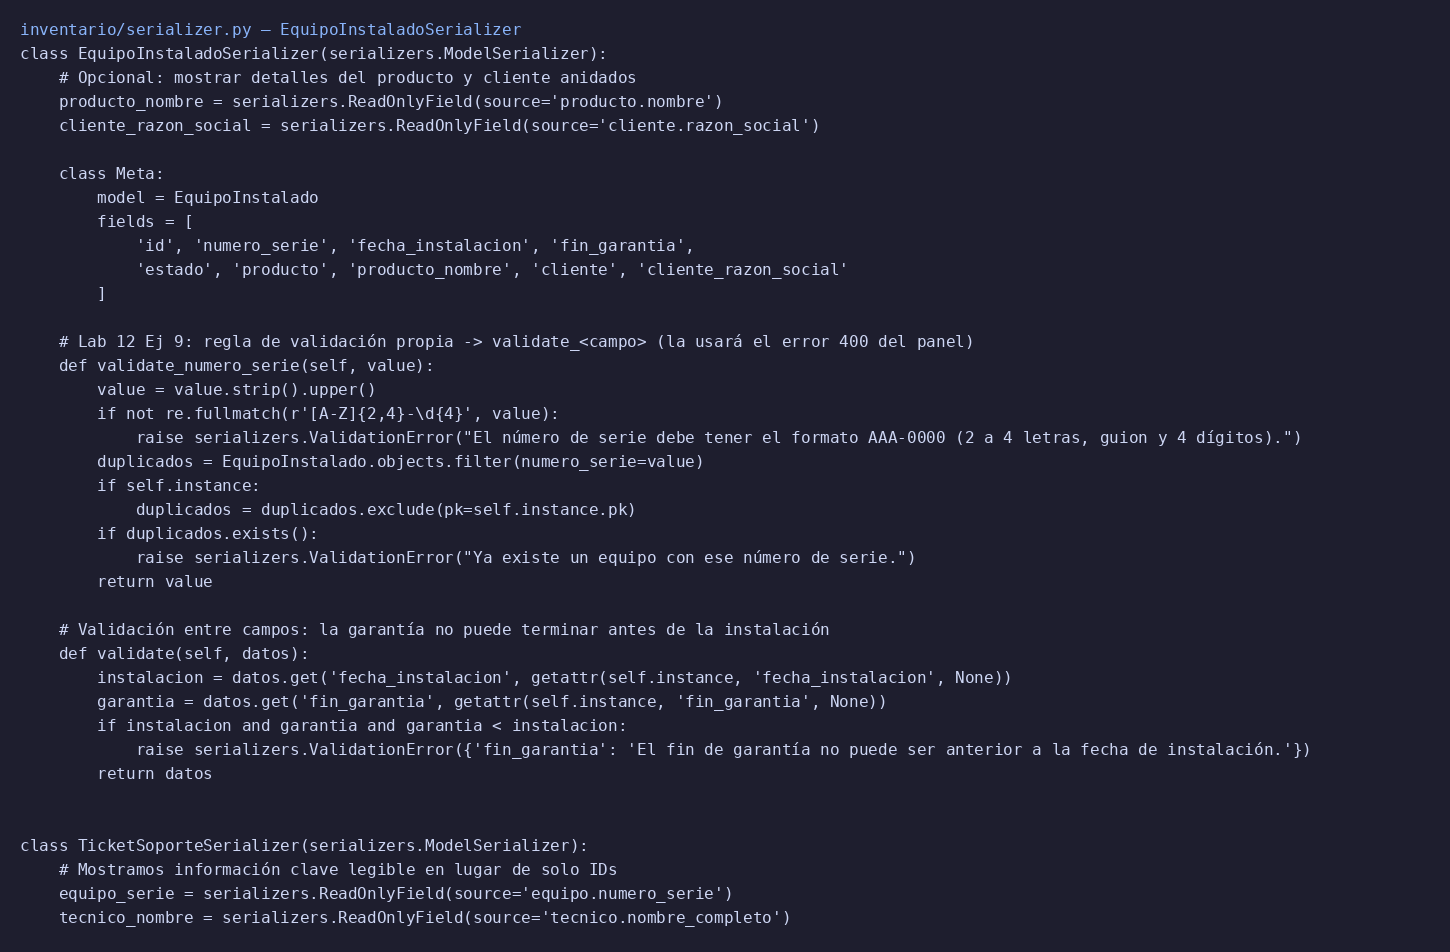 inventario/serializer.py — EquipoInstaladoSerializer
class EquipoInstaladoSerializer(serializers.ModelSerializer):
    # Opcional: mostrar detalles del producto y cliente anidados
    producto_nombre = serializers.ReadOnlyField(source='producto.nombre')
    cliente_razon_social = serializers.ReadOnlyField(source='cliente.razon_social')

    class Meta:
        model = EquipoInstalado
        fields = [
            'id', 'numero_serie', 'fecha_instalacion', 'fin_garantia',
            'estado', 'producto', 'producto_nombre', 'cliente', 'cliente_razon_social'
        ]

    # Lab 12 Ej 9: regla de validación propia -> validate_<campo> (la usará el error 400 del panel)
    def validate_numero_serie(self, value):
        value = value.strip().upper()
        if not re.fullmatch(r'[A-Z]{2,4}-\d{4}', value):
            raise serializers.ValidationError("El número de serie debe tener el formato AAA-0000 (2 a 4 letras, guion y 4 dígitos).")
        duplicados = EquipoInstalado.objects.filter(numero_serie=value)
        if self.instance:
            duplicados = duplicados.exclude(pk=self.instance.pk)
        if duplicados.exists():
            raise serializers.ValidationError("Ya existe un equipo con ese número de serie.")
        return value

    # Validación entre campos: la garantía no puede terminar antes de la instalación
    def validate(self, datos):
        instalacion = datos.get('fecha_instalacion', getattr(self.instance, 'fecha_instalacion', None))
        garantia = datos.get('fin_garantia', getattr(self.instance, 'fin_garantia', None))
        if instalacion and garantia and garantia < instalacion:
            raise serializers.ValidationError({'fin_garantia': 'El fin de garantía no puede ser anterior a la fecha de instalación.'})
        return datos


class TicketSoporteSerializer(serializers.ModelSerializer):
    # Mostramos información clave legible en lugar de solo IDs
    equipo_serie = serializers.ReadOnlyField(source='equipo.numero_serie')
    tecnico_nombre = serializers.ReadOnlyField(source='tecnico.nombre_completo')